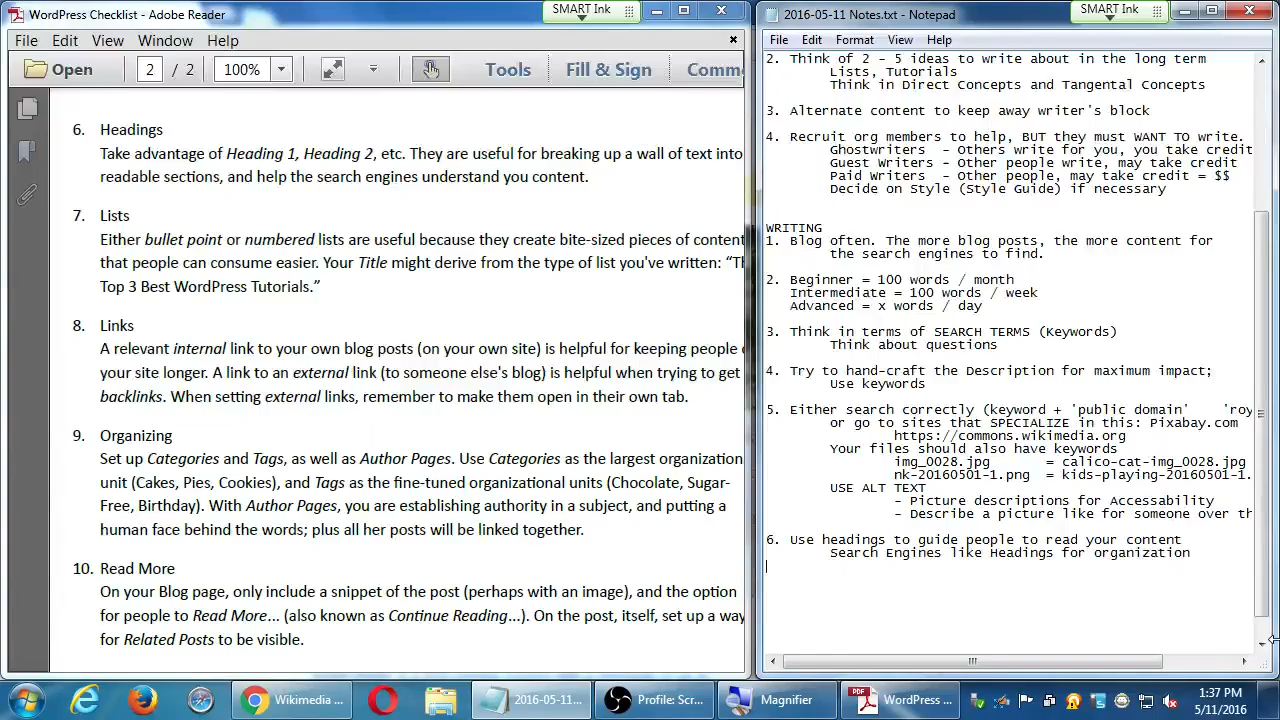 WordPress Checklist - Adobe Reader
SMART Ink
File Edit View Window Help
Open 2 / 2 100% Tools Fill & Sign
6. Headings
Take advantage of Heading 1, Heading 2, etc. They are useful for breaking up a wall of text into
readable sections, and help the search engines understand you content.
7. Lists
Either bullet point or numbered lists are useful because they create bite-sized pieces of content
that people can consume easier. Your Title might derive from the type of list you've written: “Th
Top 3 Best WordPress Tutorials.”
8. Links
A relevant internal link to your own blog posts (on your own site) is helpful for keeping people
your site longer. A link to an external link (to someone else's blog) is helpful when trying to get
backlinks. When setting external links, remember to make them open in their own tab.
9. Organizing
Set up Categories and Tags, as well as Author Pages. Use Categories as the largest organization
unit (Cakes, Pies, Cookies), and Tags as the fine-tuned organizational units (Chocolate, Sugar-
Free, Birthday). With Author Pages, you are establishing authority in a subject, and putting a
human face behind the words; plus all her posts will be linked together.
10. Read More
On your Blog page, only include a snippet of the post (perhaps with an image), and the option
for people to Read More... (also known as Continue Reading...). On the post, itself, set up a way
for Related Posts to be visible.
2016-05-11 Notes.txt - Notepad
SMART Ink
File Edit Format View Help
2. Think of 2 - 5 ideas to write about in the long term
Lists, Tutorials
Think in Direct Concepts and Tangental Concepts
3. Alternate content to keep away writer's block
4. Recruit org members to help, BUT they must WANT TO write.
Ghostwriters - Others write for you, you take credit
Guest Writers - Other people write, may take credit
Paid Writers - Other people, may take credit = $$
Decide on Style (Style Guide) if necessary
WRITING
1. Blog often. The more blog posts, the more content for
the search engines to find.
2. Beginner = 100 words / month
Intermediate = 100 words / week
Advanced = x words / day
3. Think in terms of SEARCH TERMS (Keywords)
Think about questions
4. Try to hand-craft the Description for maximum impact;
Use keywords
5. Either search correctly (keyword + 'public domain' 'roy
or go to sites that SPECIALIZE in this: Pixabay.com
https://commons.wikimedia.org
Your files should also have keywords
img_0028.jpg = calico-cat-img_0028.jpg
nk-20160501-1.png = kids-playing-20160501-1.
USE ALT TEXT
- Picture descriptions for Accessability
- Describe a picture like for someone over th
6. Use headings to guide people to read your content
Search Engines like Headings for organization
Wikimedia ... 2016-05-11... Profile: Scr... Magnifier WordPress ...
1:37 PM
5/11/2016